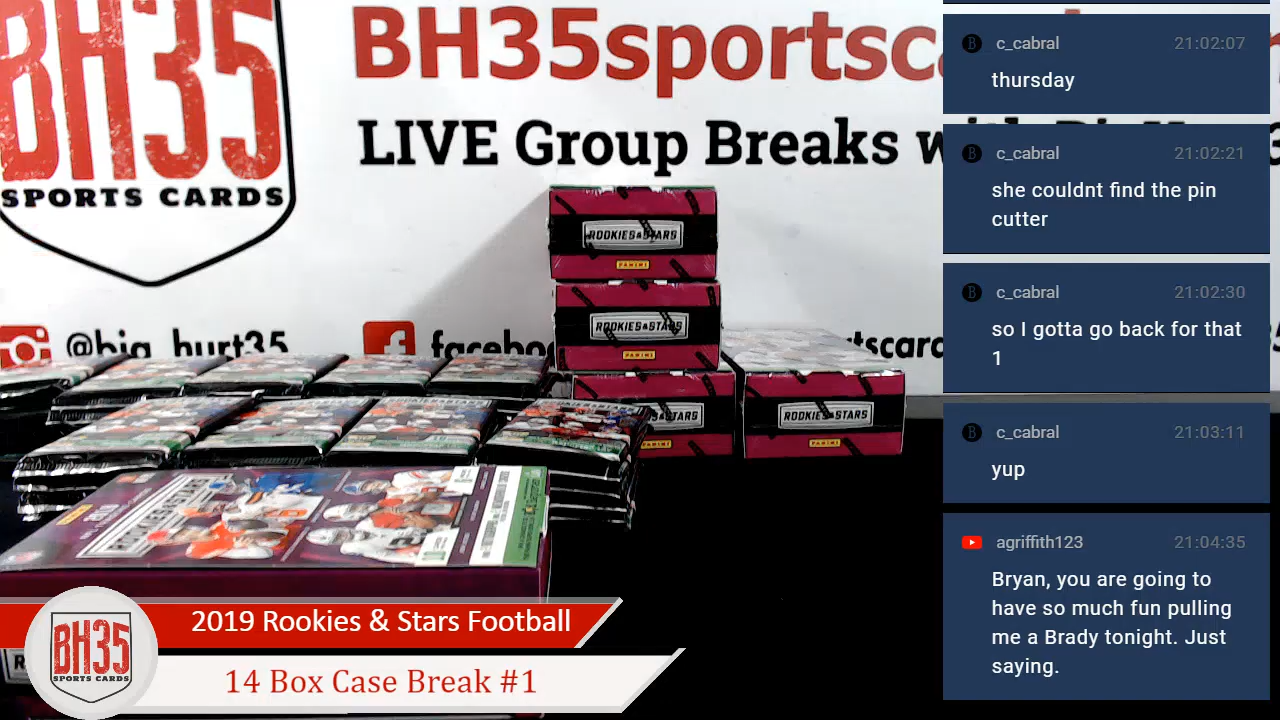 BH35
SPORTS CARDS
BH35sportsc
LIVE Group Breaks w
@big_hurt35
facebo
tscard
ROOKIES & STARS
PANINI
ROOKIES & STARS
PANINI
ROOKIES & STARS
PANINI
STARS
PANINI
2019 Rookies & Stars Football
14 Box Case Break #1
BH35
SPORTS CARDS
c_cabral 21:02:07
thursday
c_cabral 21:02:21
she couldnt find the pin
cutter
c_cabral 21:02:30
so I gotta go back for that
1
c_cabral 21:03:11
yup
agriffith123 21:04:35
Bryan, you are going to
have so much fun pulling
me a Brady tonight. Just
saying.